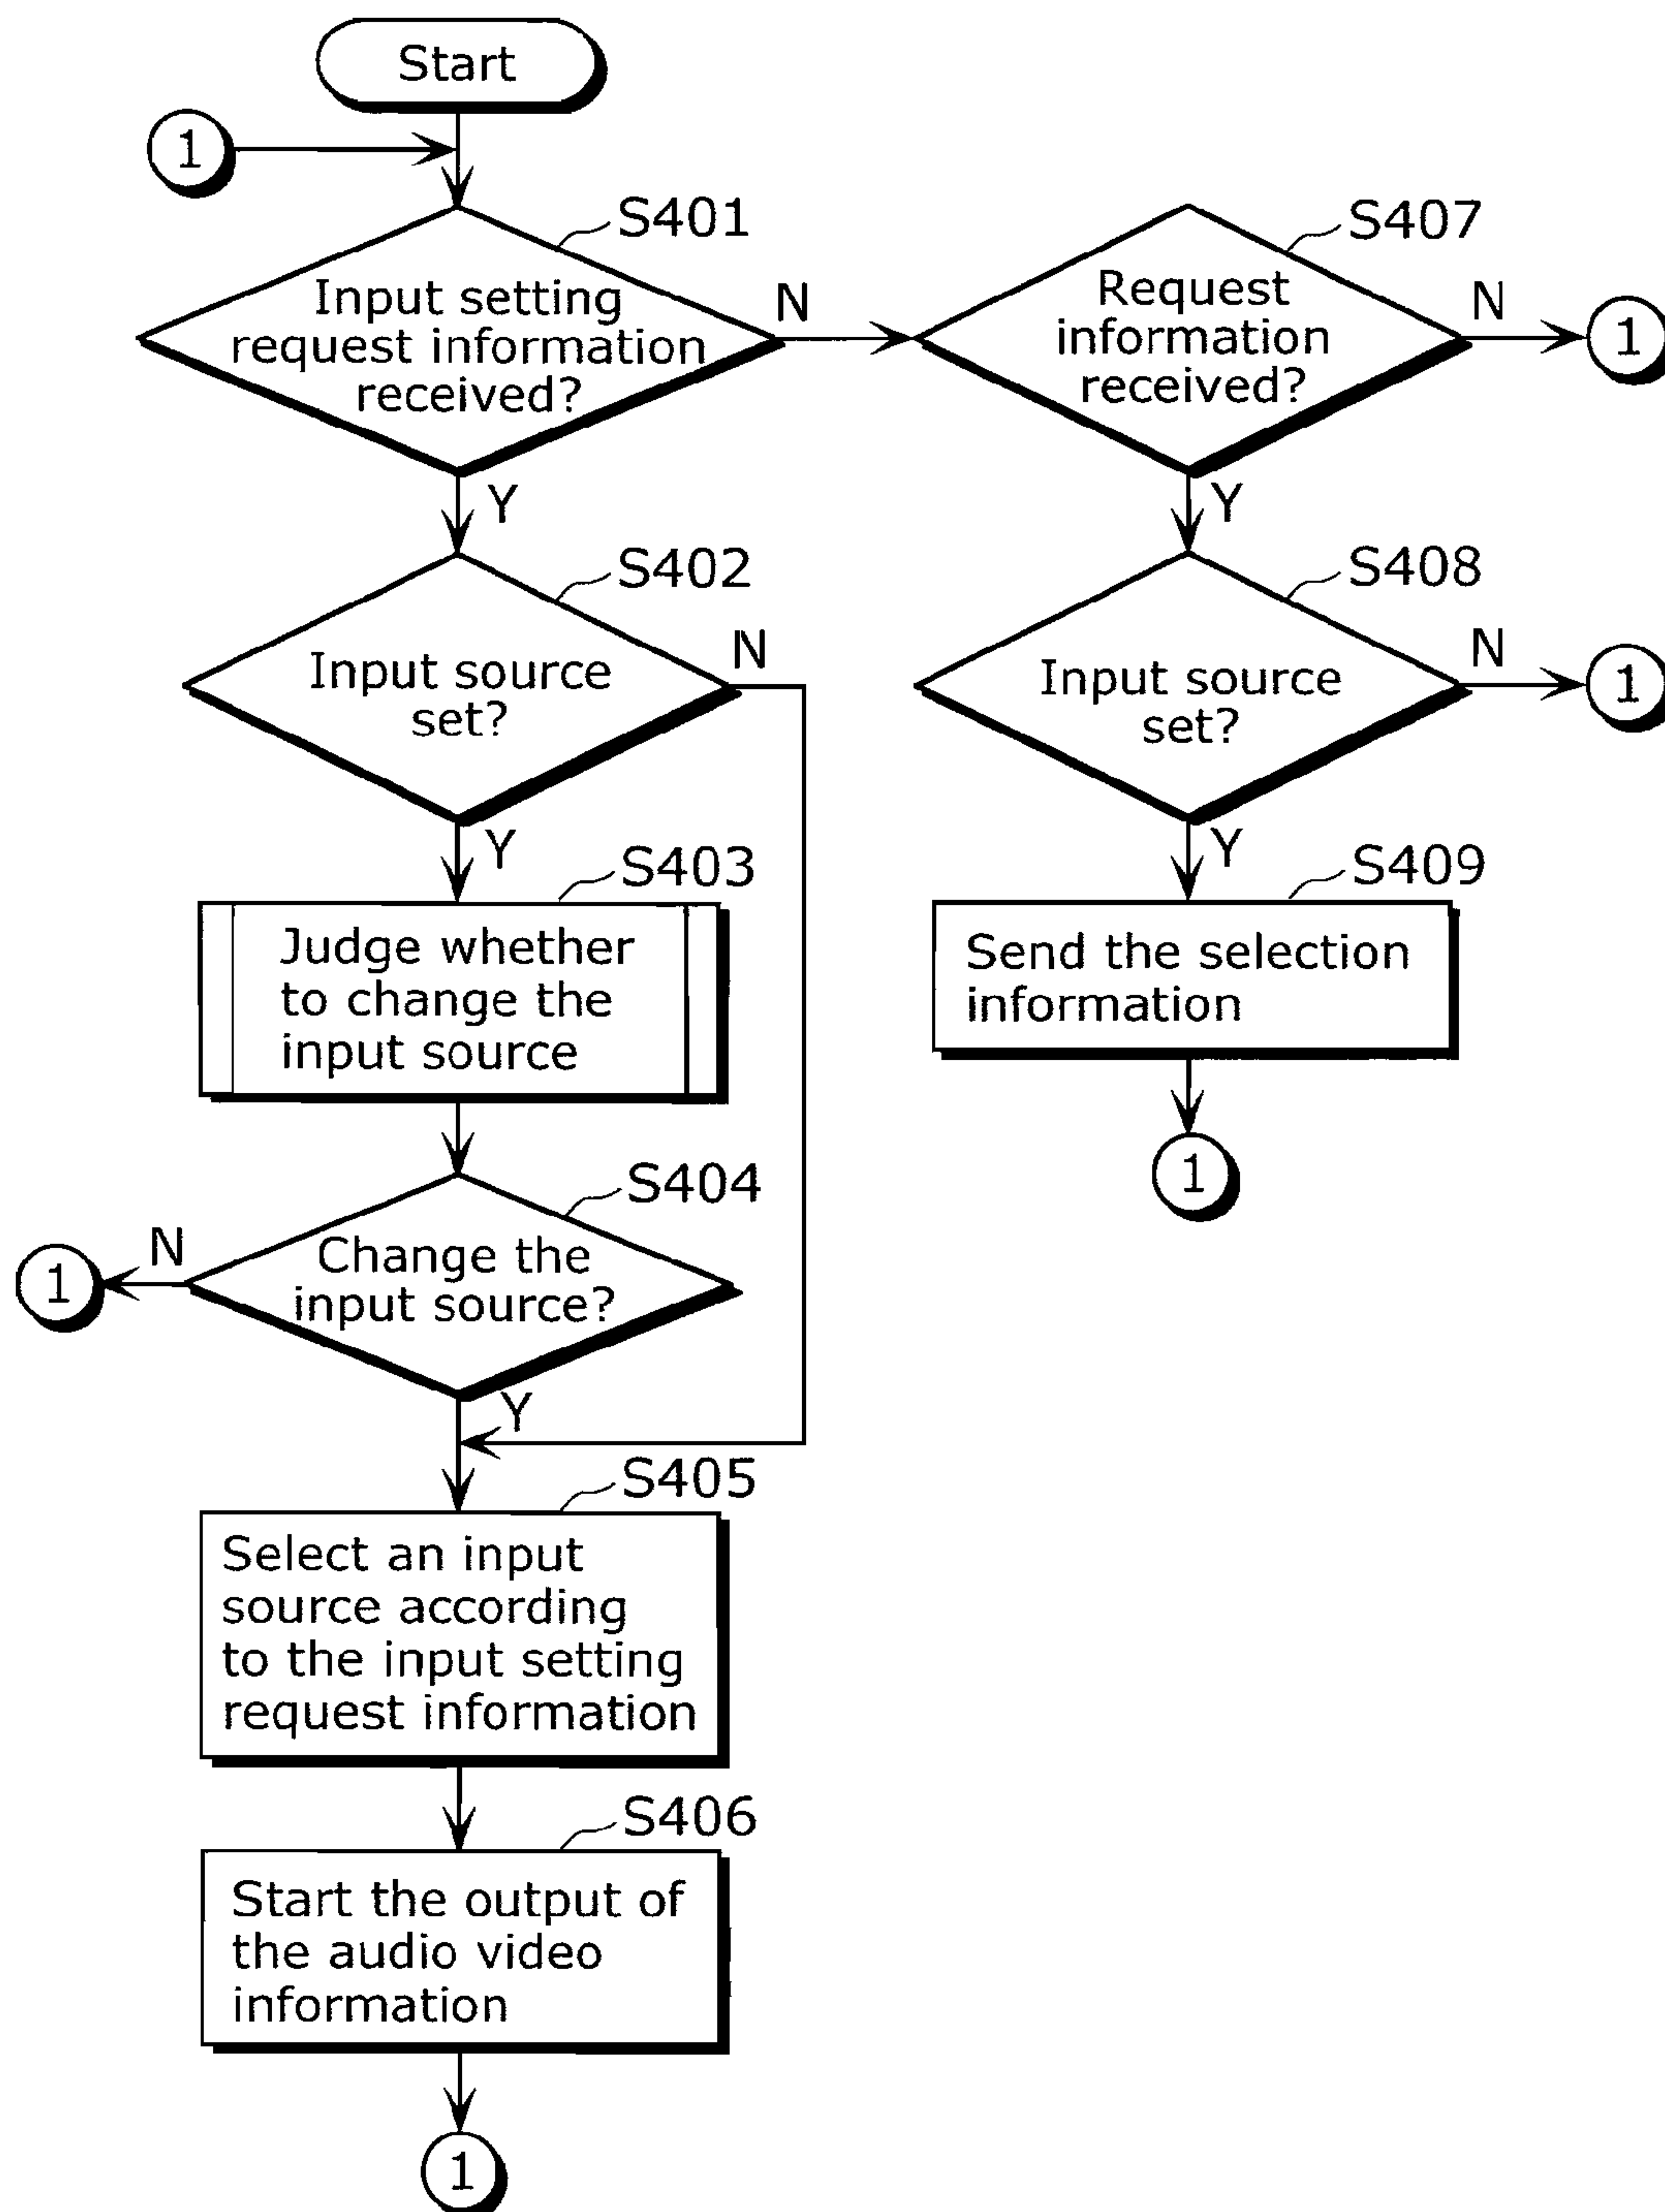 Start
1
S401
Input setting
request information
received?
N
Y
S402
Input source
set?
N
Y
S403
Judge whether
to change the
input source
S404
Change the
input source?
N
1
Y
S405
Select an input
source according
to the input setting
request information
S406
Start the output of
the audio video
information
1
S407
Request
information
received?
N
1
Y
S408
Input source
set?
N
1
Y
S409
Send the selection
information
1